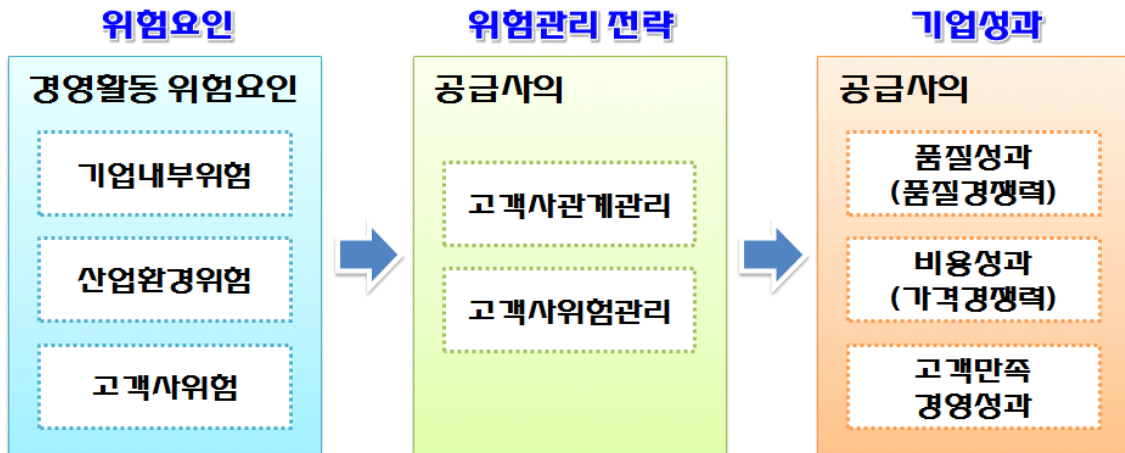 위험요인
위험관리 전략
기업성과
경영활동 위험요인
기업내부위험
산업환경위험
고객사위험
공급사의
고객사관계관리
고객사위험관리
공급사의
품질성과
(품질경쟁력)
비용성과
(가격경쟁력)
고객만족
경영성과